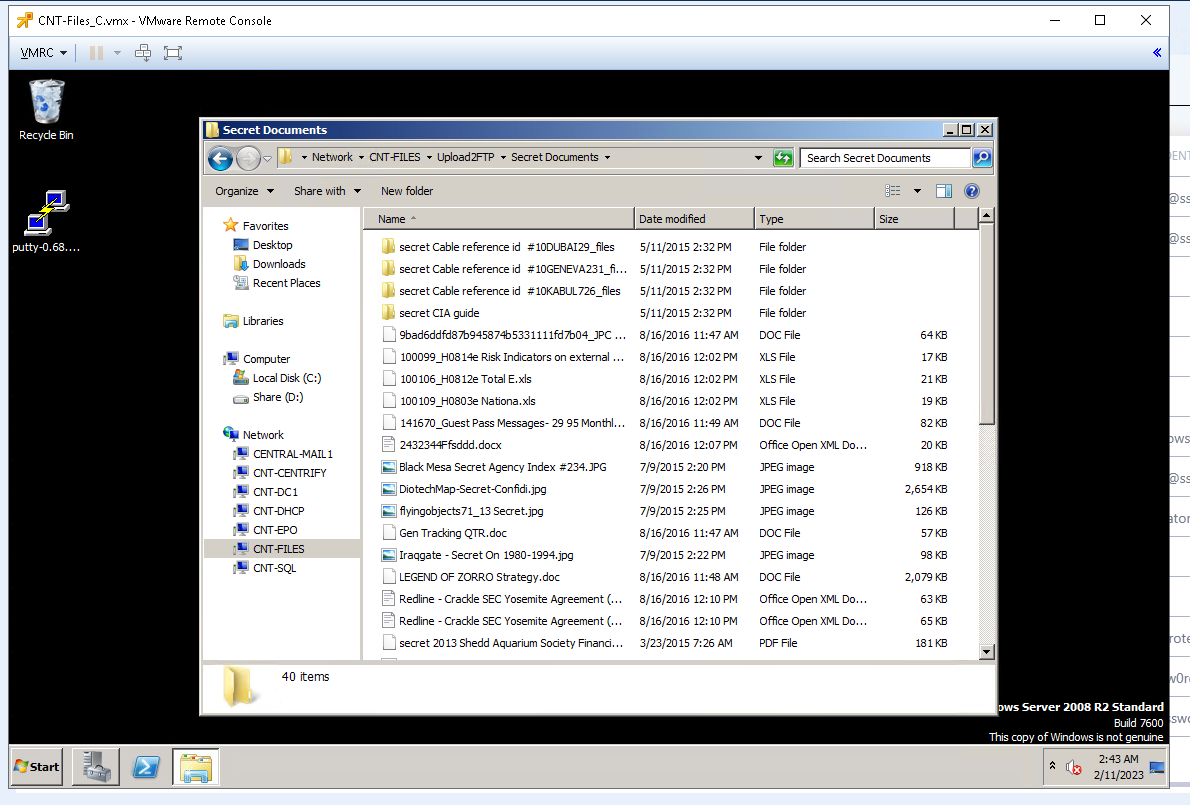 CNT-Files_C.vmx - VMware Remote Console
VMRC
Recycle Bin
putty-0.68....
Secret Documents
Network CNT-FILES Upload2FTP Secret Documents
Search Secret Documents
Organize Share with New folder
Favorites
Desktop
Downloads
Recent Places
Libraries
Computer
Local Disk (C:)
Share (D:)
Network
CENTRAL-MAIL1
CNT-CENTRIFY
CNT-DC1
CNT-DHCP
CNT-EPO
CNT-FILES
CNT-SQL
Name Date modified Type Size
secret Cable reference id #10DUBAI29_files 5/11/2015 2:32 PM File folder
secret Cable reference id #10GENEVA231_fi... 5/11/2015 2:32 PM File folder
secret Cable reference id #10KABUL726_files 5/11/2015 2:32 PM File folder
secret CIA guide 5/11/2015 2:32 PM File folder
9bad6ddfd87b945874b5331111fd7b04_JPC ... 8/16/2016 11:47 AM DOC File 64 KB
100099_H0814e Risk Indicators on external ... 8/16/2016 12:02 PM XLS File 17 KB
100106_H0812e Total E.xls 8/16/2016 12:02 PM XLS File 21 KB
100109_H0803e Nationa.xls 8/16/2016 12:02 PM XLS File 19 KB
141670_Guest Pass Messages- 29 95 Monthl... 8/16/2016 11:49 AM DOC File 82 KB
2432344Ffsddd.docx 8/16/2016 12:07 PM Office Open XML Do... 20 KB
Black Mesa Secret Agency Index #234.JPG 7/9/2015 2:20 PM JPEG image 918 KB
DiotechMap-Secret-Confidi.jpg 7/9/2015 2:26 PM JPEG image 2,654 KB
flyingobjects71_13 Secret.jpg 7/9/2015 2:25 PM JPEG image 126 KB
Gen Tracking QTR.doc 8/16/2016 11:47 AM DOC File 57 KB
Iraqgate - Secret On 1980-1994.jpg 7/9/2015 2:22 PM JPEG image 98 KB
LEGEND OF ZORRO Strategy.doc 8/16/2016 11:48 AM DOC File 2,079 KB
Redline - Crackle SEC Yosemite Agreement (... 8/16/2016 12:10 PM Office Open XML Do... 63 KB
Redline - Crackle SEC Yosemite Agreement (... 8/16/2016 12:10 PM Office Open XML Do... 65 KB
secret 2013 Shedd Aquarium Society Financi... 3/23/2015 7:26 AM PDF File 181 KB
40 items
ows Server 2008 R2 Standard
Build 7600
This copy of Windows is not genuine
Start
2:43 AM
2/11/2023